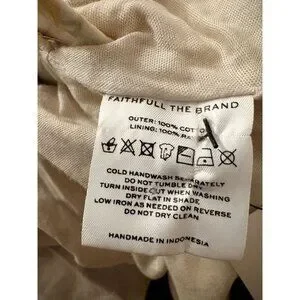 FAITHFULL THE BRAND
OUTER: 100% COTTON
LINING: 100%
COLD HANDWASH SEPARATELY
DO NOT TUMBLE DRY
TURN INSIDE OUT WHEN WASHING
DRY FLAT IN SHADE
LOW IRON AS NEEDED ON REVERSE
DO NOT DRY CLEAN
HANDMADE IN INDONESIA